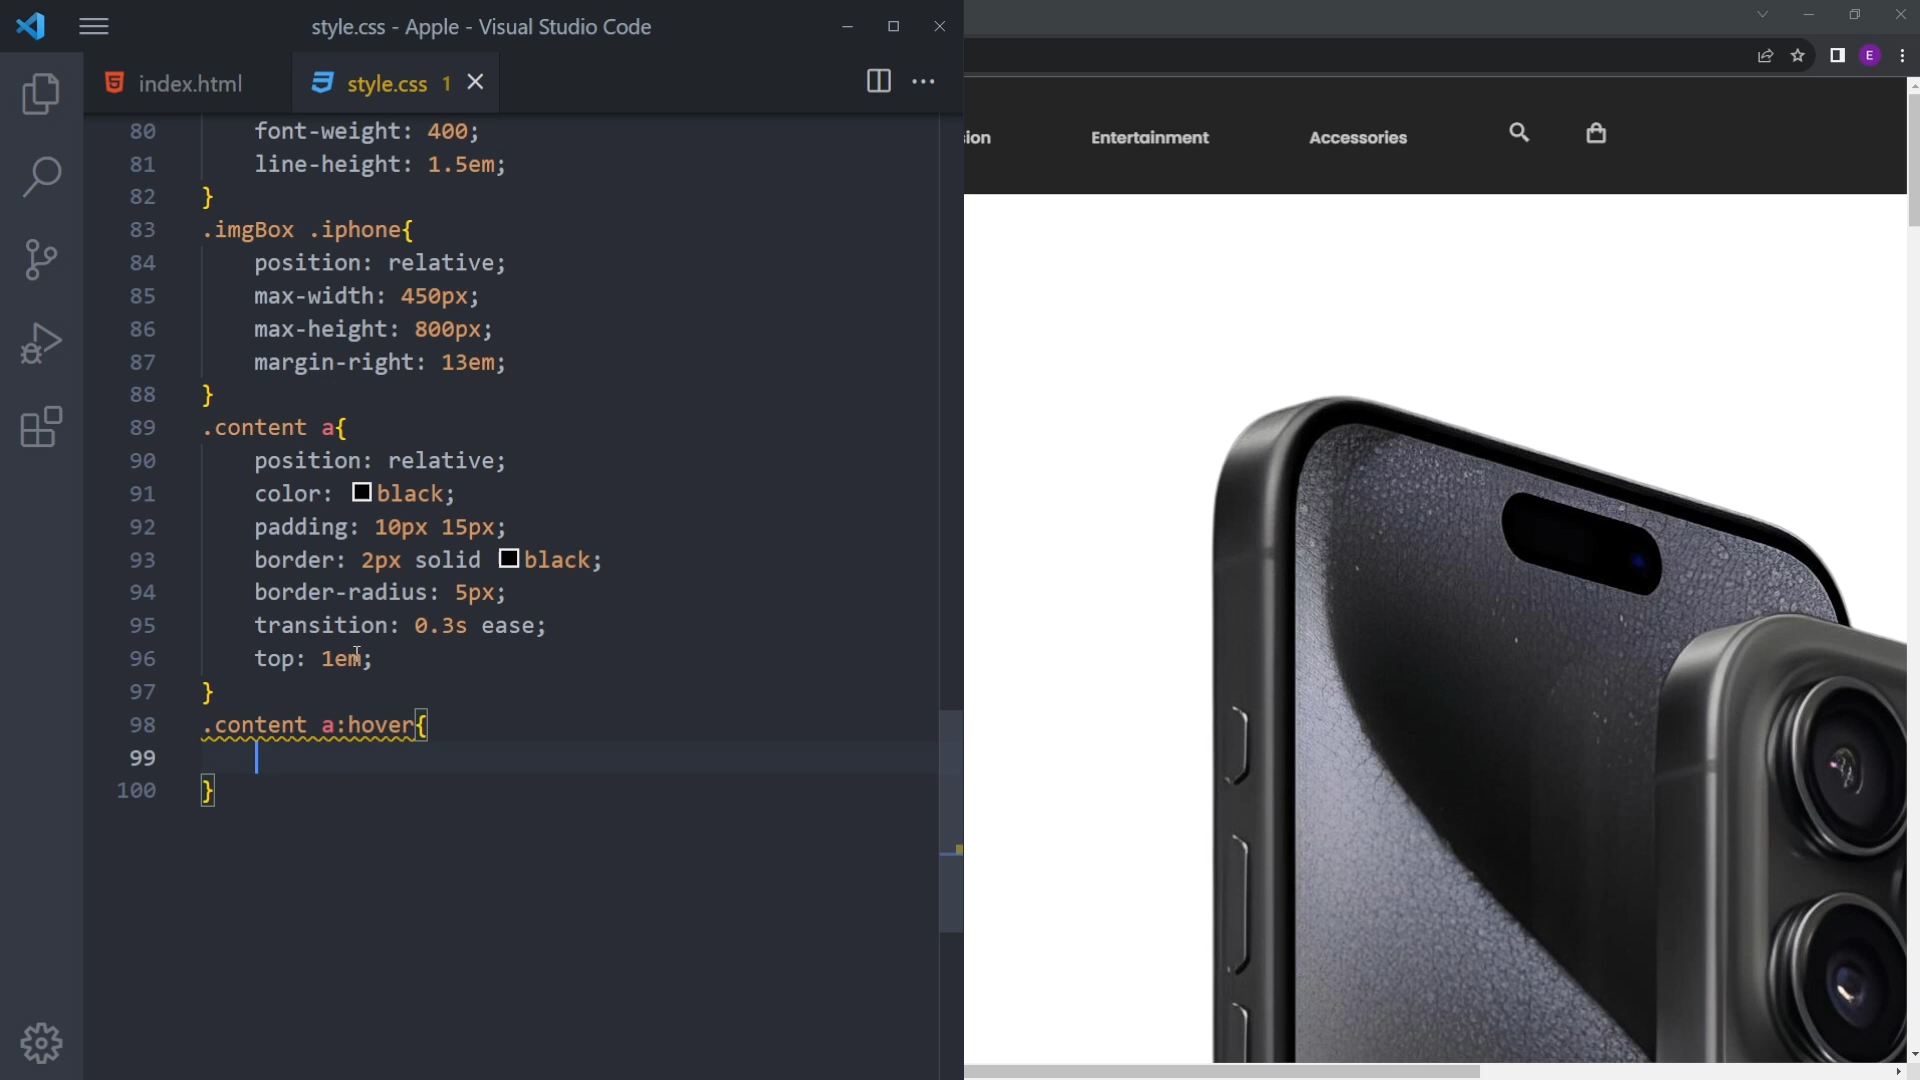 style.css - Apple - Visual Studio Code
index.html
style.css 1
80 font-weight: 400;
81 line-height: 1.5em;
82 }
83 .imgBox .iphone{
84 position: relative;
85 max-width: 450px;
86 max-height: 800px;
87 margin-right: 13em;
88 }
89 .content a{
90 position: relative;
91 color: black;
92 padding: 10px 15px;
93 border: 2px solid black;
94 border-radius: 5px;
95 transition: 0.3s ease;
96 top: 1em;
97 }
98 .content a:hover{
99
100 }
E
ion Entertainment Accessories